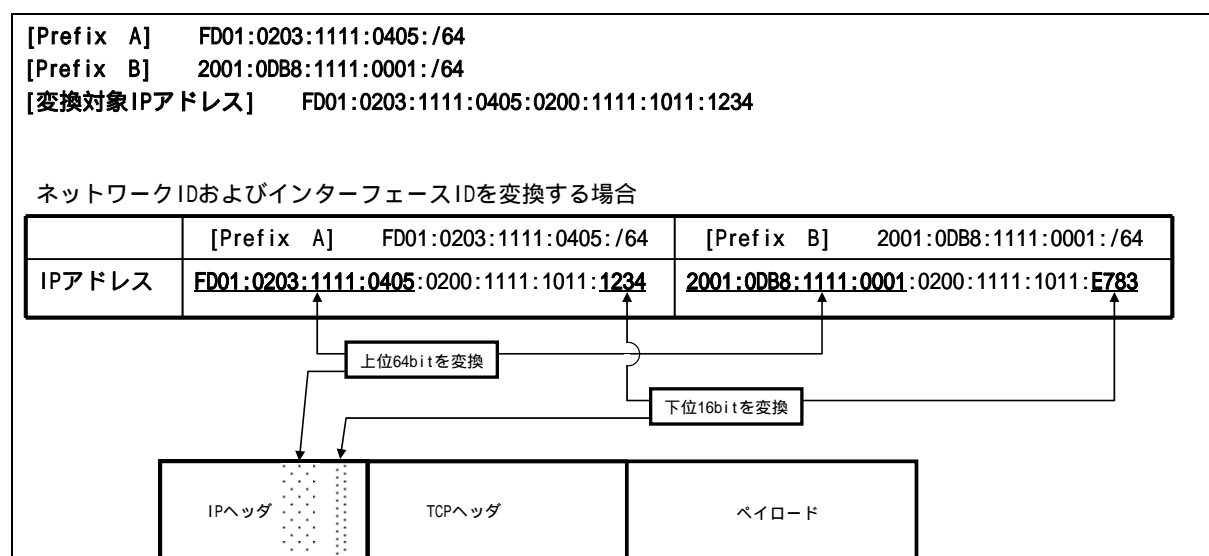 [Prefix A] FD01:0203:1111:0405:/64
[Prefix B] 2001:0DB8:1111:0001:/64
[変換対象IPアドレス] FD01:0203:1111:0405:0200:1111:1011:1234
ネットワークIDおよびインターフェースIDを変換する場合
[Prefix A] FD01:0203:1111:0405:/64 [Prefix B] 2001:0DB8:1111:0001:/64
IPアドレス FD01:0203:1111:0405:0200:1111:1011:1234 2001:0DB8:1111:0001:0200:1111:1011:E783
上位64bitを変換
下位16bitを変換
IPヘッダ TCPヘッダ ペイロード